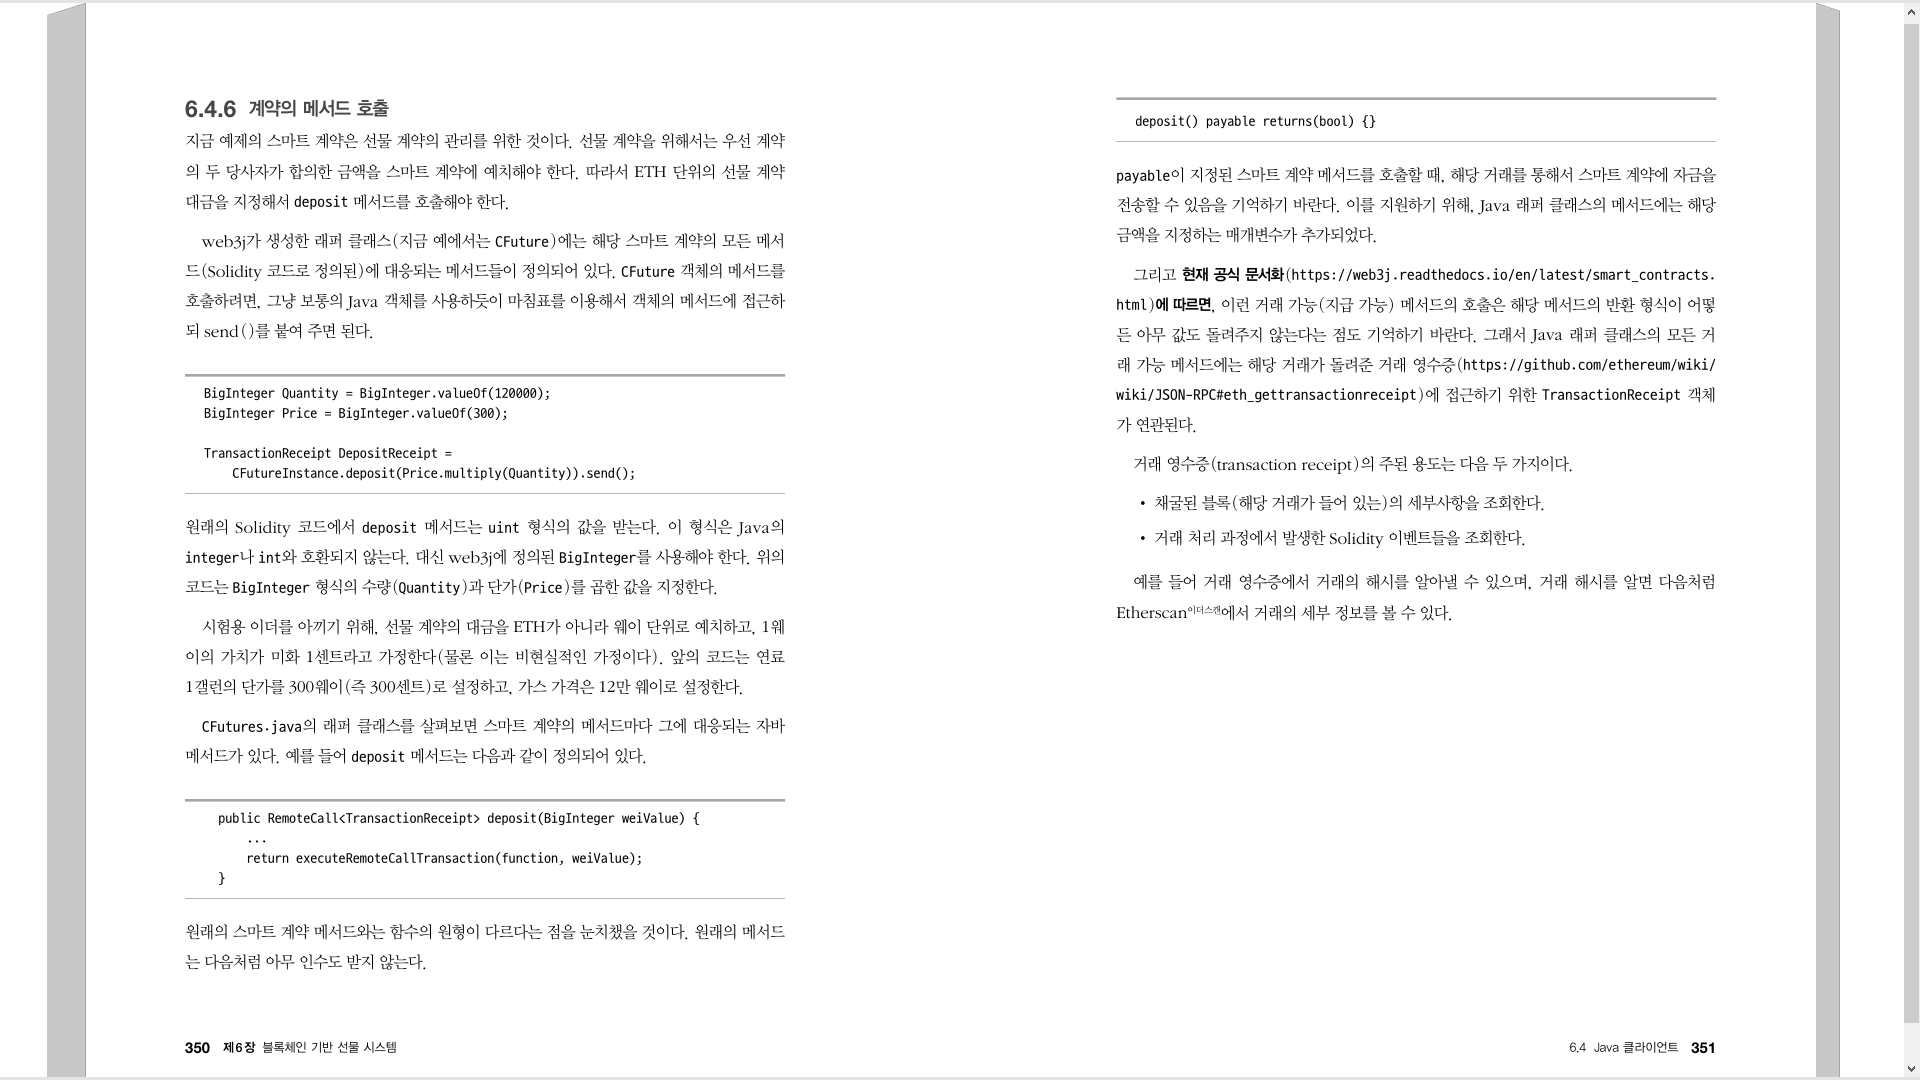 6.4.6 계약의 메서드 호출
지금 예제의 스마트 계약은 선물 계약의 관리를 위한 것이다. 선물 계약을 위해서는 우선 계약
의 두 당사자가 합의한 금액을 스마트 계약에 예치해야 한다. 따라서 ETH 단위의 선물 계약
대금을 지정해서 deposit 메서드를 호출해야 한다.
web3j가 생성한 래퍼 클래스(지금 예에서는 CFuture)에는 해당 스마트 계약의 모든 메서
드(Solidity 코드로 정의된)에 대응되는 메서드들이 정의되어 있다. CFuture 객체의 메서드를
호출하려면, 그냥 보통의 Java 객체를 사용하듯이 마침표를 이용해서 객체의 메서드에 접근하
되 send()를 붙여 주면 된다.
BigInteger Quantity = BigInteger.valueOf(120000);
BigInteger Price = BigInteger.valueOf(300);
TransactionReceipt DepositReceipt =
CFutureInstance.deposit(Price.multiply(Quantity)).send();
원래의 Solidity 코드에서 deposit 메서드는 uint 형식의 값을 받는다. 이 형식은 Java의
integer나 int와 호환되지 않는다. 대신 web3j에 정의된 BigInteger를 사용해야 한다. 위의
코드는 BigInteger 형식의 수량(Quantity)과 단가(Price)를 곱한 값을 지정한다.
시험용 이더를 아끼기 위해, 선물 계약의 대금을 ETH가 아니라 웨이 단위로 예치하고, 1웨
이의 가치가 미화 1센트라고 가정한다(물론 이는 비현실적인 가정이다). 앞의 코드는 연료
1갤런의 단가를 300웨이(즉 300센트)로 설정하고, 가스 가격은 12만 웨이로 설정한다.
CFutures.java의 래퍼 클래스를 살펴보면 스마트 계약의 메서드마다 그에 대응되는 자바
메서드가 있다. 예를 들어 deposit 메서드는 다음과 같이 정의되어 있다.
public RemoteCall<TransactionReceipt> deposit(BigInteger weiValue) {
...
return executeRemoteCallTransaction(function, weiValue);
}
원래의 스마트 계약 메서드와는 함수의 원형이 다르다는 점을 눈치챘을 것이다. 원래의 메서드
는 다음처럼 아무 인수도 받지 않는다.
350 제6장 블록체인 기반 선물 시스템
deposit() payable returns(bool) {}
payable이 지정된 스마트 계약 메서드를 호출할 때, 해당 거래를 통해서 스마트 계약에 자금을
전송할 수 있음을 기억하기 바란다. 이를 지원하기 위해, Java 래퍼 클래스의 메서드에는 해당
금액을 지정하는 매개변수가 추가되었다.
그리고 현재 공식 문서화(https://web3j.readthedocs.io/en/latest/smart_contracts.
html)에 따르면, 이런 거래 가능(지급 가능) 메서드의 호출은 해당 메서드의 반환 형식이 어떻
든 아무 값도 돌려주지 않는다는 점도 기억하기 바란다. 그래서 Java 래퍼 클래스의 모든 거
래 가능 메서드에는 해당 거래가 돌려준 거래 영수증(https://github.com/ethereum/wiki/
wiki/JSON-RPC#eth_gettransactionreceipt)에 접근하기 위한 TransactionReceipt 객체
가 연관된다.
거래 영수증(transaction receipt)의 주된 용도는 다음 두 가지이다.
• 채굴된 블록(해당 거래가 들어 있는)의 세부사항을 조회한다.
• 거래 처리 과정에서 발생한 Solidity 이벤트들을 조회한다.
예를 들어 거래 영수증에서 거래의 해시를 알아낼 수 있으며, 거래 해시를 알면 다음처럼
Etherscan이더스캔에서 거래의 세부 정보를 볼 수 있다.
6.4 Java 클라이언트 351